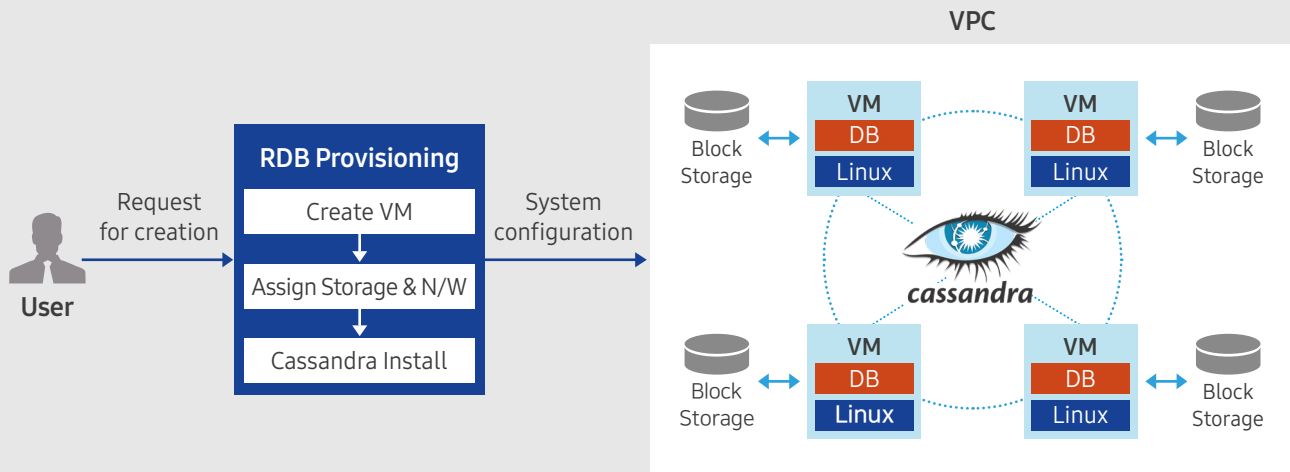 VPC
User
Request
for creation
RDB Provisioning
Create VM
Assign Storage & N/W
Cassandra Install
System
configuration
Block
Storage
VM
DB
Linux
VM
DB
Linux
Block
Storage
cassandra
Block
Storage
VM
DB
Linux
VM
DB
Linux
Block
Storage